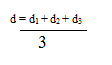 d = d₁ + d₂ + d₃
3